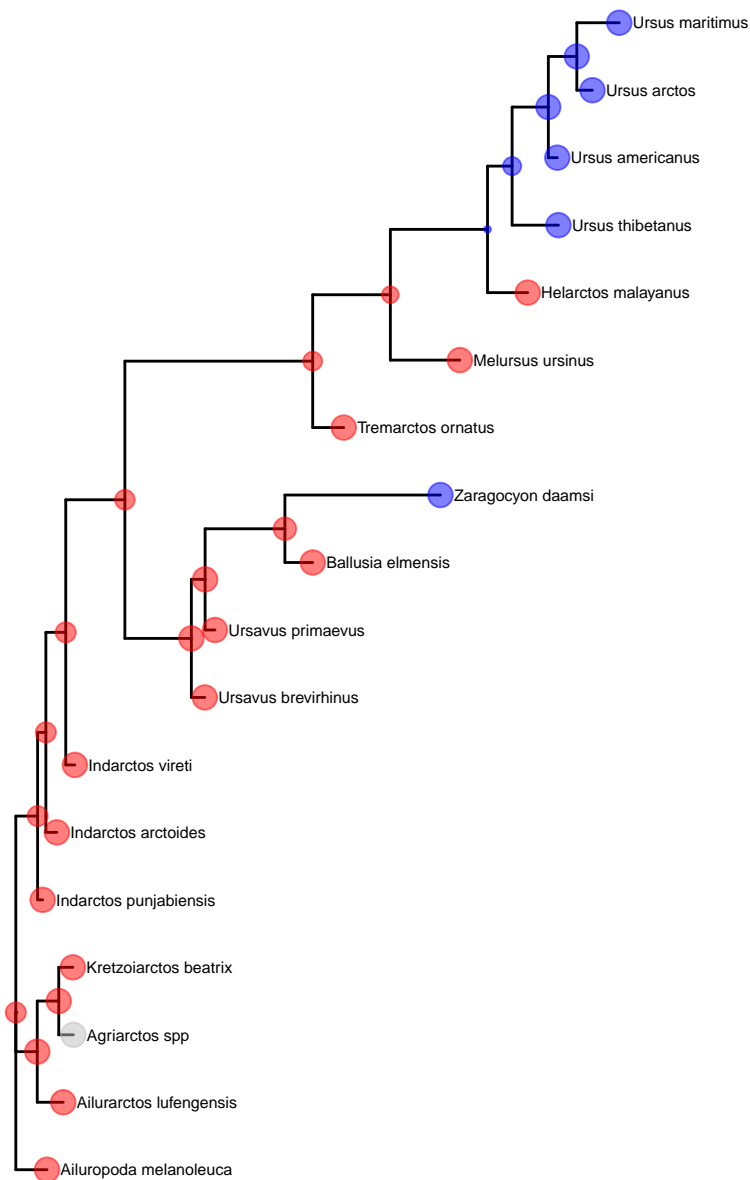 Ursus maritimus
Ursus arctos
Ursus americanus
Ursus thibetanus
Helarctos malayanus
Melursus ursinus
Tremarctos ornatus
Zaragocyon daamsi
Ballusia elmensis
Ursavus primaevus
Ursavus brevirhinus
Indarctos vireti
Indarctos arctoides
Indarctos punjabiensis
Kretzoiarctos beatrix
Agriarctos spp
Ailurarctos lufengensis
Ailuropoda melanoleuca